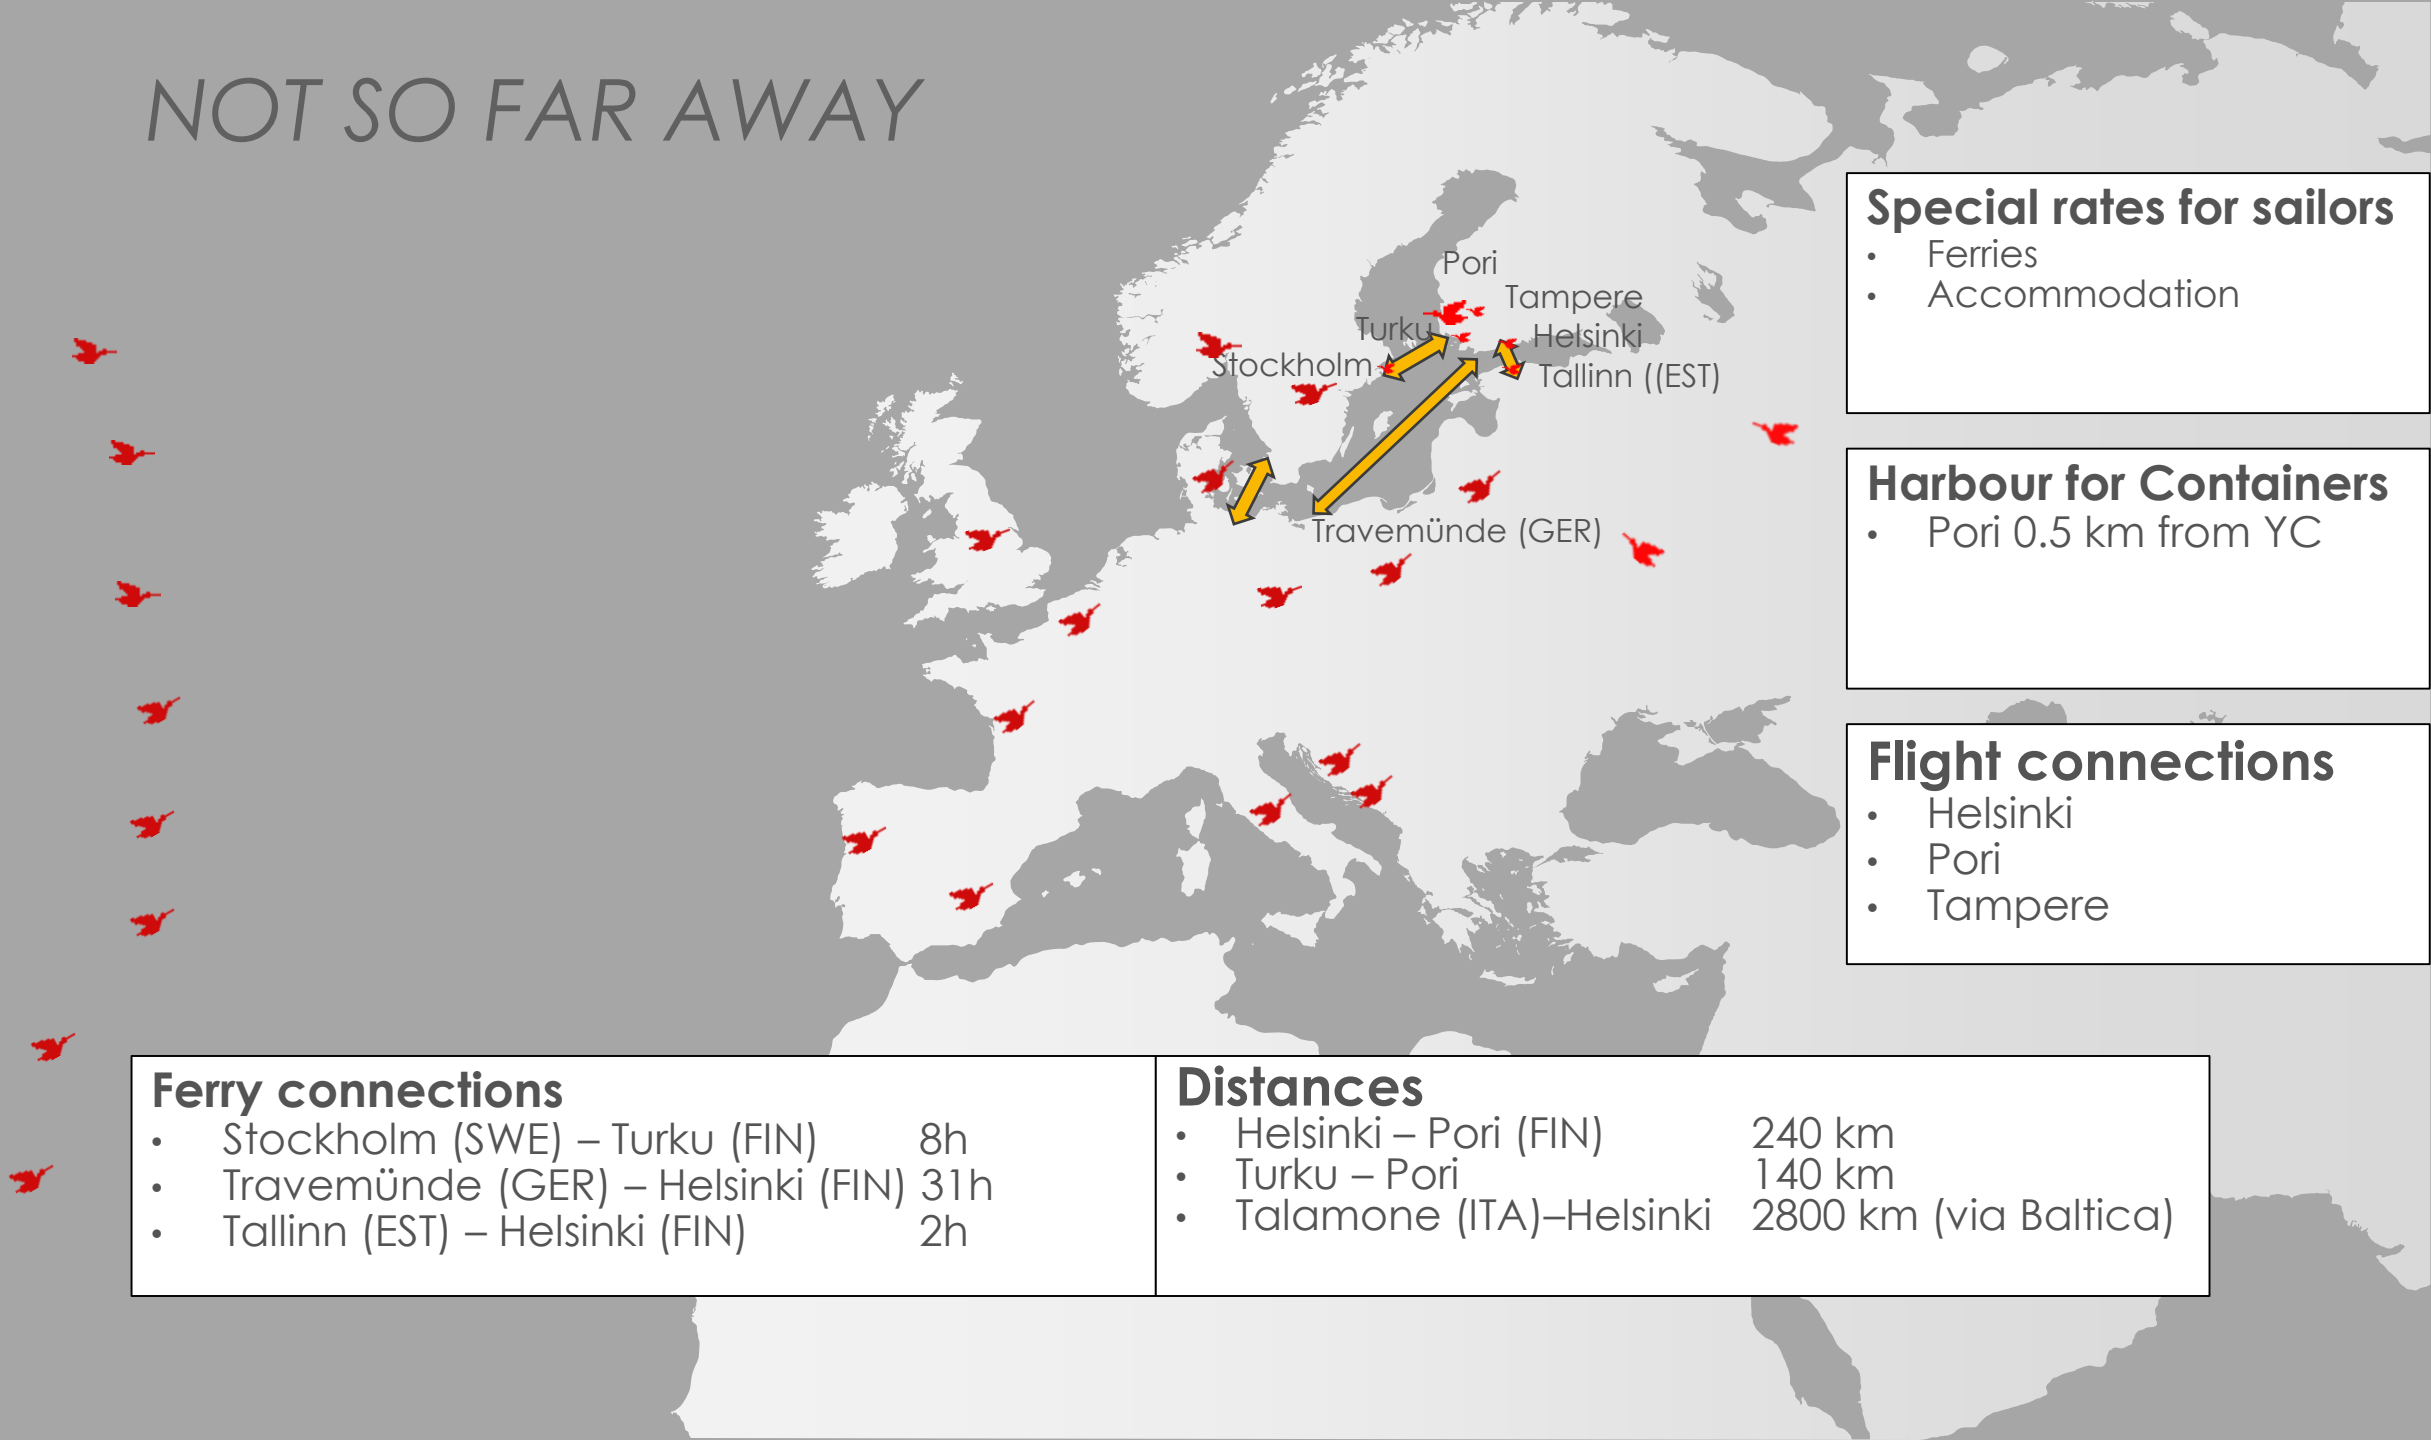 NOT SO FAR AWAY
Pori
Tampere
Turku
Helsinki
Stockholm
Tallinn ((EST)
Travemünde (GER)
Special rates for sailors
• Ferries
• Accommodation
Harbour for Containers
• Pori 0.5 km from YC
Flight connections
• Helsinki
• Pori
• Tampere
Ferry connections
• Stockholm (SWE) – Turku (FIN) 8h
• Travemünde (GER) – Helsinki (FIN) 31h
• Tallinn (EST) – Helsinki (FIN) 2h
Distances
• Helsinki – Pori (FIN) 240 km
• Turku – Pori 140 km
• Talamone (ITA)–Helsinki 2800 km (via Baltica)